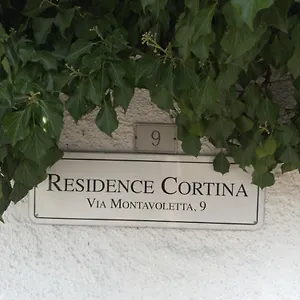 9
RESIDENCE CORTINA
VIA MONTAVOLETTA, 9